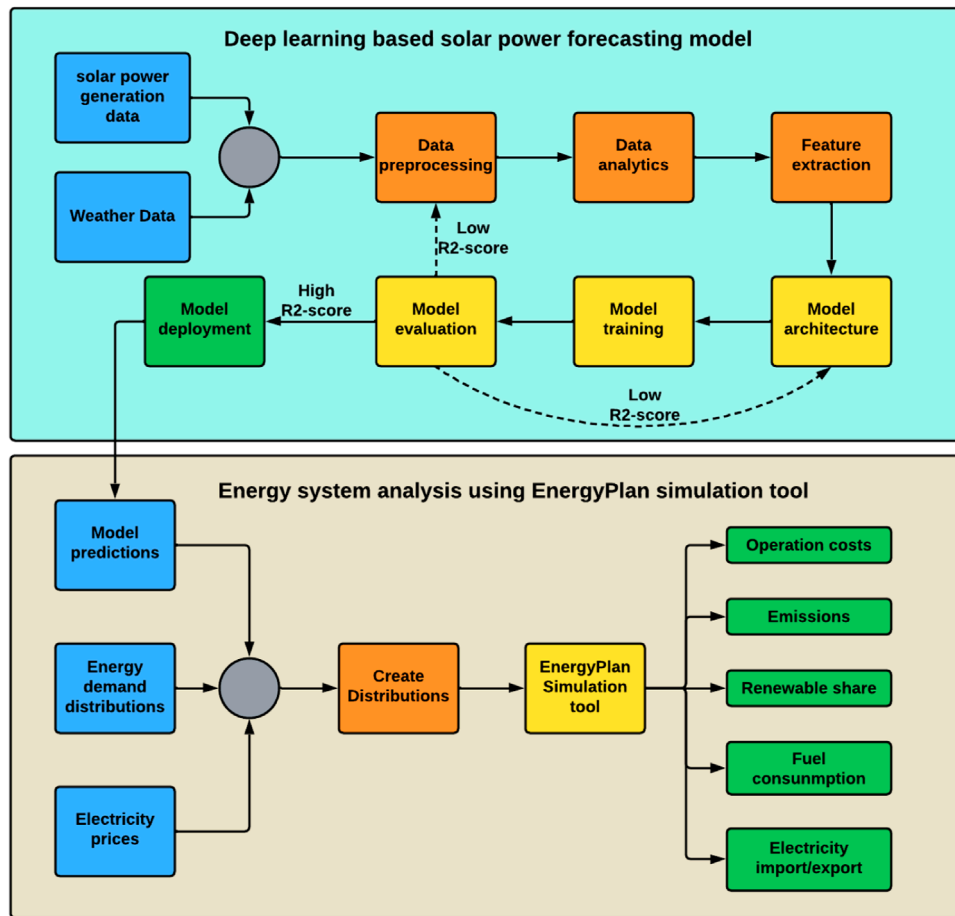 Deep learning based solar power forecasting model
solar power
generation
data
Weather Data
Data
preprocessing
Data
analytics
Feature
extraction
Low
R2-score
High
R2-score
Model
deployment
Model
evaluation
Model
training
Model
architecture
Low
R2-score
Energy system analysis using EnergyPlan simulation tool
Model
predictions
Energy
demand
distributions
Electricity
prices
Create
Distributions
EnergyPlan
Simulation
tool
Operation costs
Emissions
Renewable share
Fuel
consunmption
Electricity
import/export